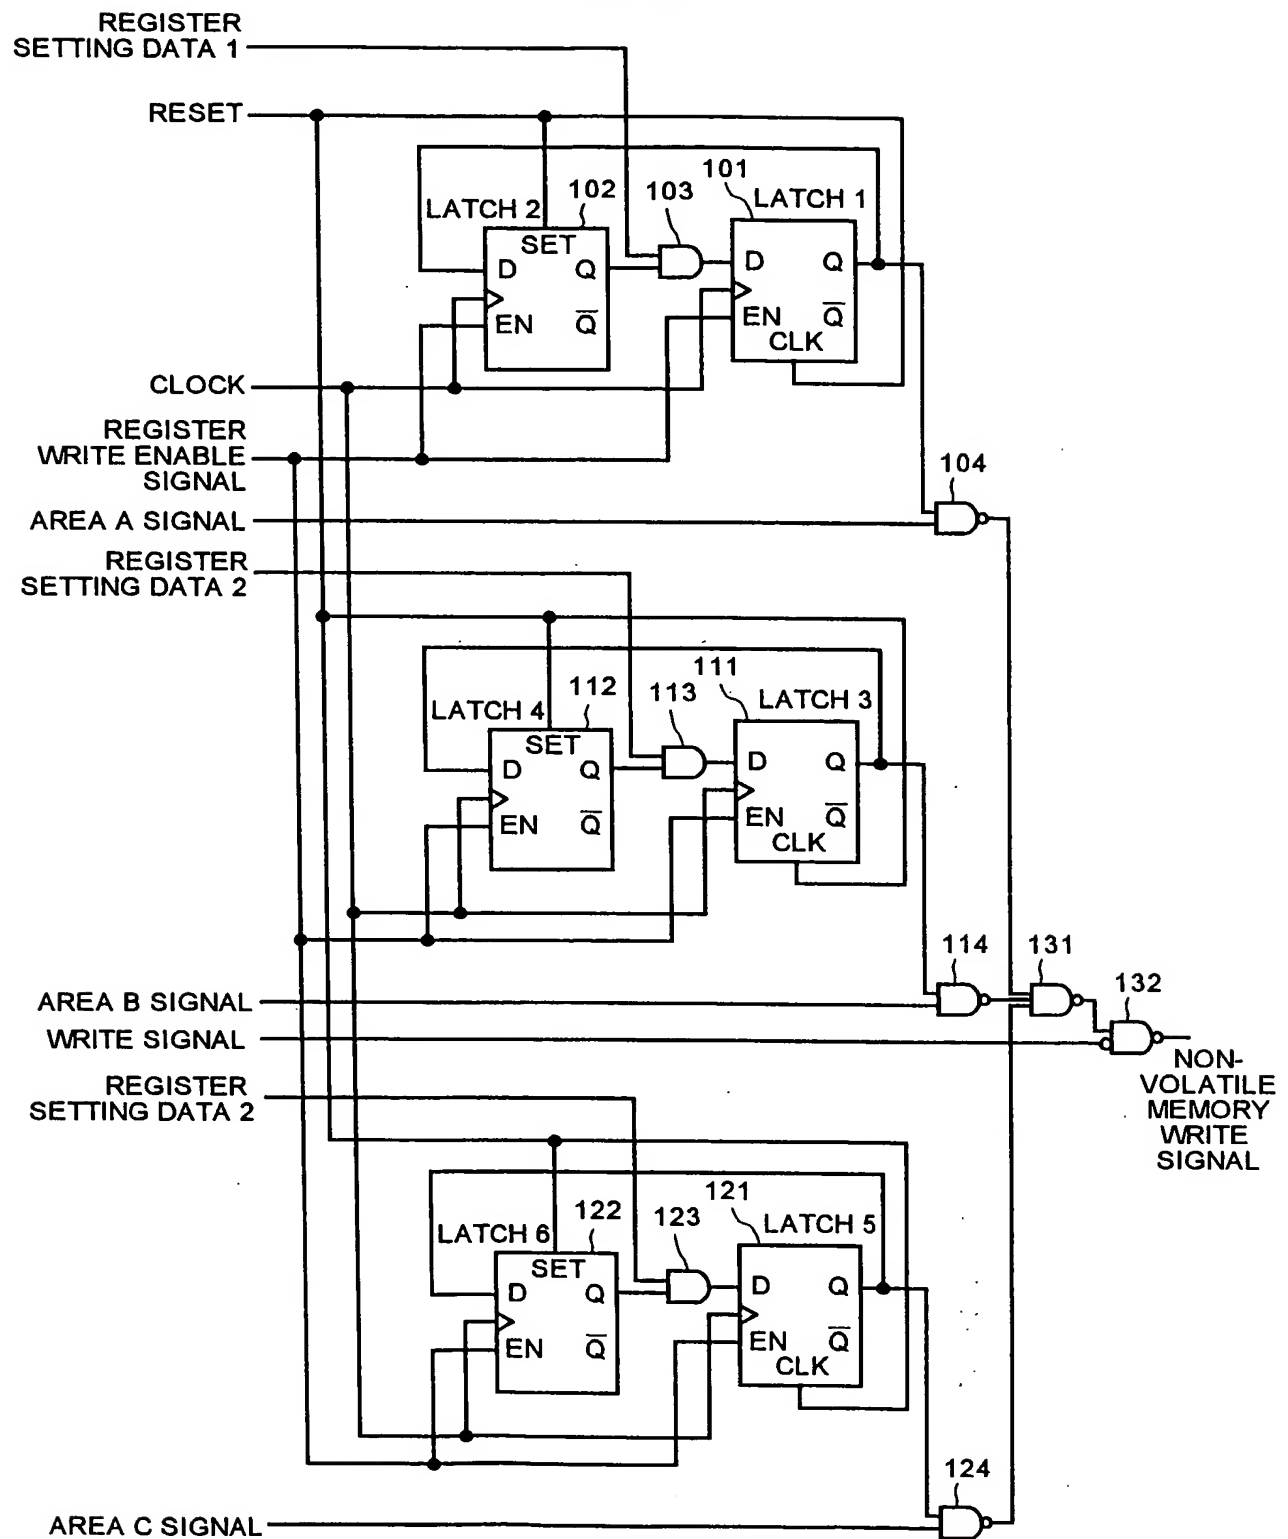 REGISTER
SETTING DATA 1
RESET
101
102
103
LATCH 1
LATCH 2
SET
D
Q
D
Q
EN
Q̅
EN
Q̅
CLK
CLOCK
REGISTER
WRITE ENABLE
SIGNAL
104
AREA A SIGNAL
REGISTER
SETTING DATA 2
111
112
113
LATCH 3
LATCH 4
SET
D
Q
D
Q
EN
Q̅
EN
Q̅
CLK
114
131
132
AREA B SIGNAL
WRITE SIGNAL
NON-
VOLATILE
MEMORY
WRITE
SIGNAL
REGISTER
SETTING DATA 2
121
122
123
LATCH 5
LATCH 6
SET
D
Q
D
Q
EN
Q̅
EN
Q̅
CLK
124
AREA C SIGNAL